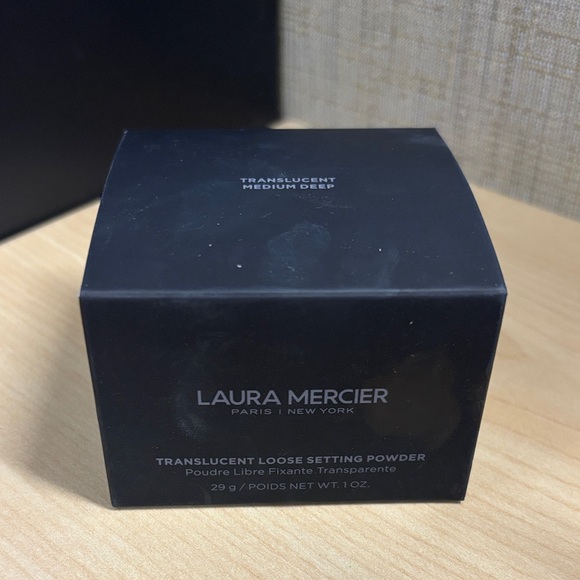 TRANSLUCENT
MEDIUM DEEP
LAURA MERCIER
PARIS | NEW YORK
TRANSLUCENT LOOSE SETTING POWDER
Poudre Libre Fixante Transparente
29 g / POIDS NET WT. 1 OZ.